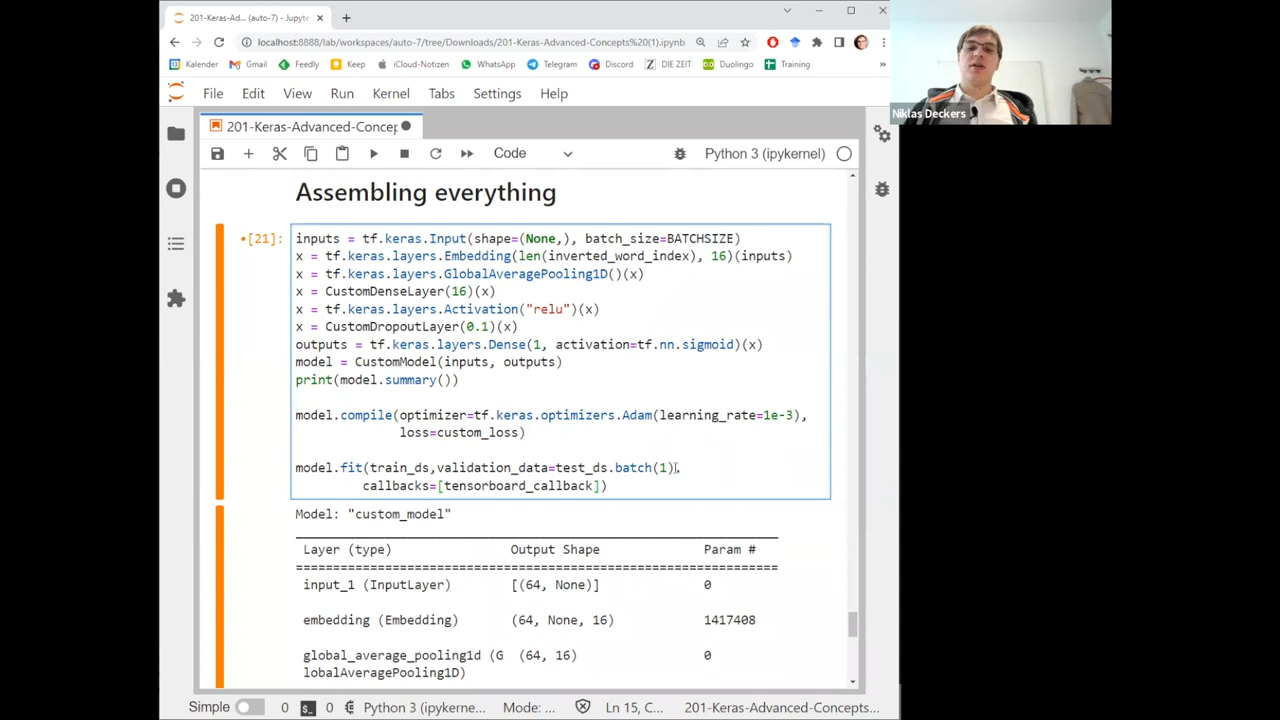 201-Keras-Ad... (auto-7) - Jupyte
localhost:8888/lab/workspaces/auto-7/tree/Downloads/201-Keras-Advanced-Concepts%20(1).ipynb
Kalender Gmail Feedly Keep iCloud-Notizen WhatsApp Telegram Discord DIE ZEIT Duolingo Training »
File Edit View Run Kernel Tabs Settings Help
Niklas Deckers
201-Keras-Advanced-Concep
Code Python 3 (ipykernel)
Assembling everything
[21]: inputs = tf.keras.Input(shape=(None,), batch_size=BATCHSIZE)
x = tf.keras.layers.Embedding(len(inverted_word_index), 16)(inputs)
x = tf.keras.layers.GlobalAveragePooling1D()(x)
x = CustomDenseLayer(16)(x)
x = tf.keras.layers.Activation("relu")(x)
x = CustomDropoutLayer(0.1)(x)
outputs = tf.keras.layers.Dense(1, activation=tf.nn.sigmoid)(x)
model = CustomModel(inputs, outputs)
print(model.summary())
model.compile(optimizer=tf.keras.optimizers.Adam(learning_rate=1e-3),
loss=custom_loss)
model.fit(train_ds,validation_data=test_ds.batch(1),
callbacks=[tensorboard_callback])
Model: "custom_model"
Layer (type) Output Shape Param #
input_1 (InputLayer) [(64, None)] 0
embedding (Embedding) (64, None, 16) 1417408
global_average_pooling1d (G (64, 16) 0
lobalAveragePooling1D)
Simple 0 0 Python 3 (ipykerne... Mode: ... Ln 15, C... 201-Keras-Advanced-Concepts...